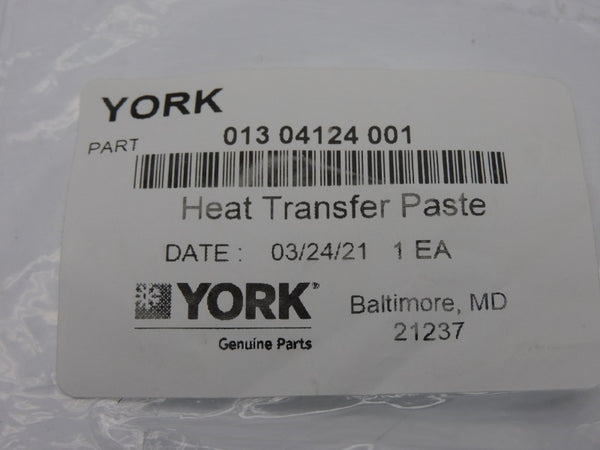 YORK
PART 013 04124 001
Heat Transfer Paste
DATE : 03/24/21 1 EA
YORK®
Genuine Parts
Baltimore, MD
21237